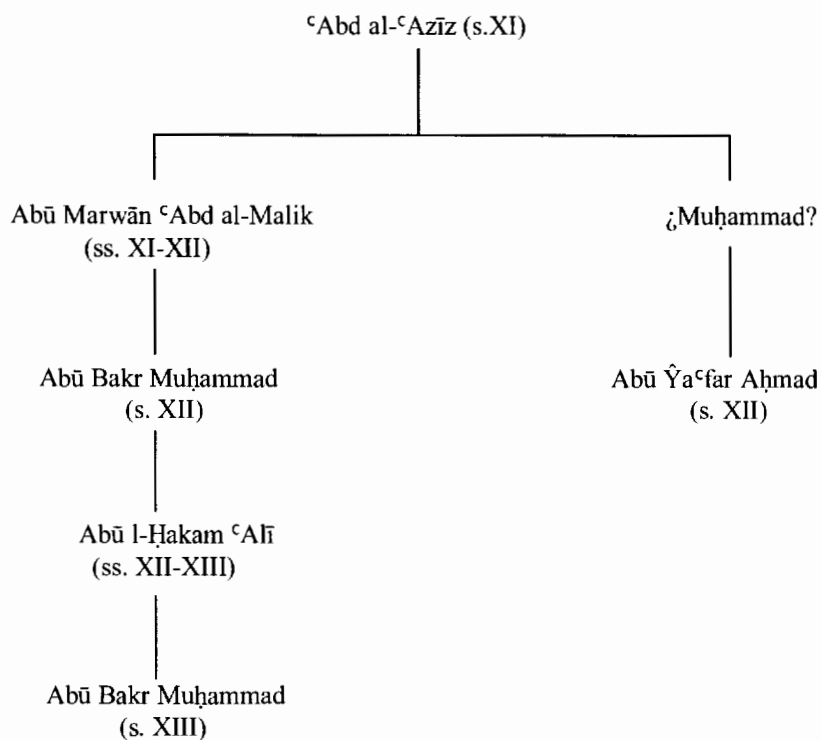 ᶜAbd al-ᶜAzīz (s.XI)
Abū Marwān ᶜAbd al-Malik
(ss. XI-XII)
¿Muḥammad?
Abū Bakr Muḥammad
(s. XII)
Abū Ŷaᶜfar Aḥmad
(s. XII)
Abū l-Ḥakam ᶜAlī
(ss. XII-XIII)
Abū Bakr Muḥammad
(s. XIII)